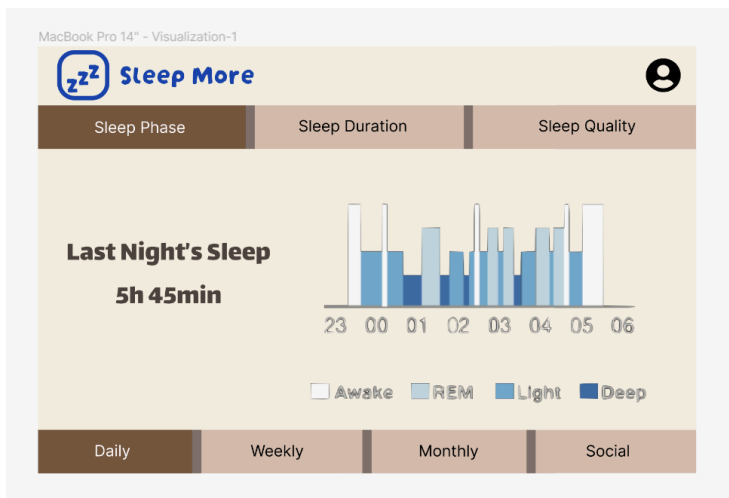 MacBook Pro 14" - Visualization-1
zzz Sleep More
Sleep Phase Sleep Duration Sleep Quality
Last Night's Sleep
5h 45min
23 00 01 02 03 04 05 06
Awake REM Light Deep
Daily Weekly Monthly Social